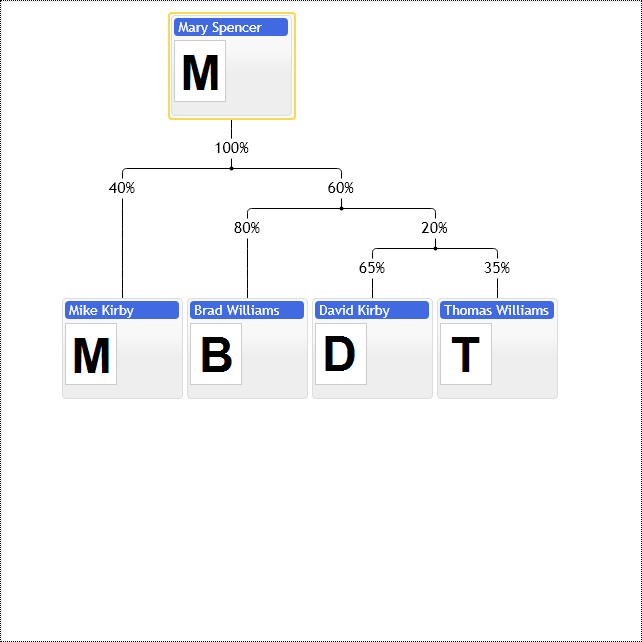 Mary Spencer
M
100%
40%
60%
80%
20%
65%
35%
Mike Kirby
Brad Williams
David Kirby
Thomas Williams
M
B
D
T